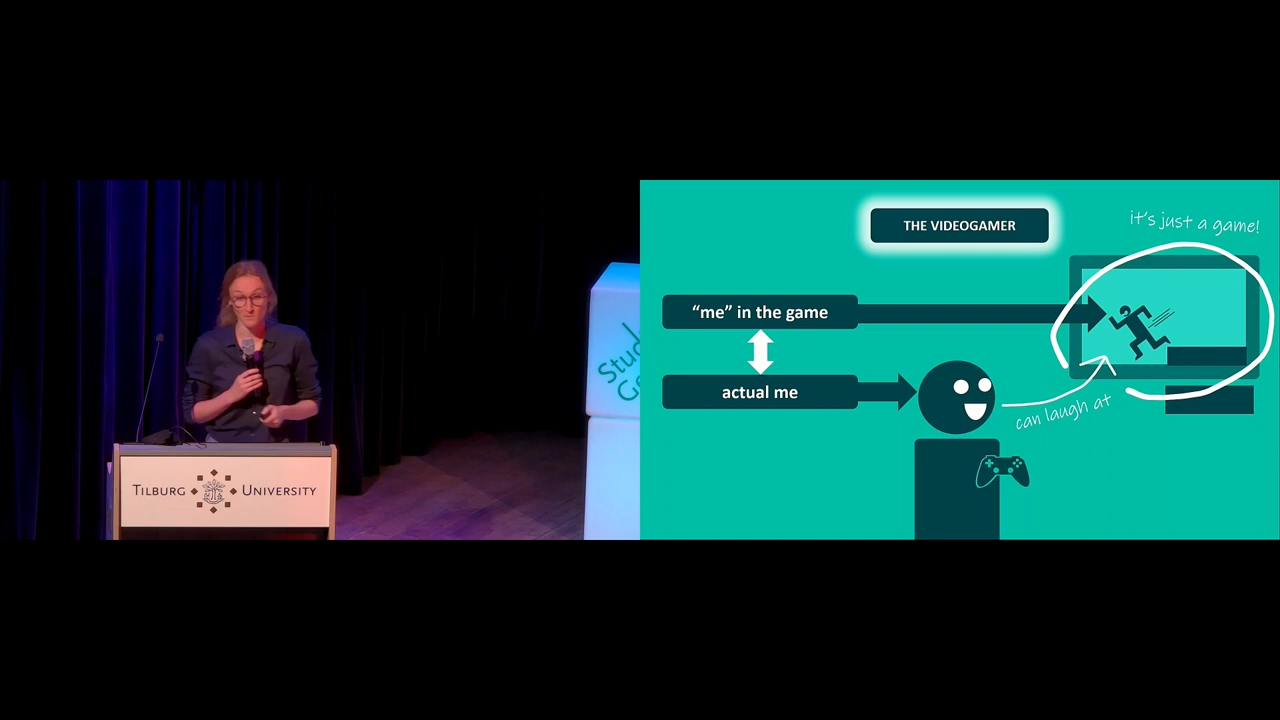 TILBURG UNIVERSITY
THE VIDEOGAMER
it's just a game!
"me" in the game
actual me
can laugh at